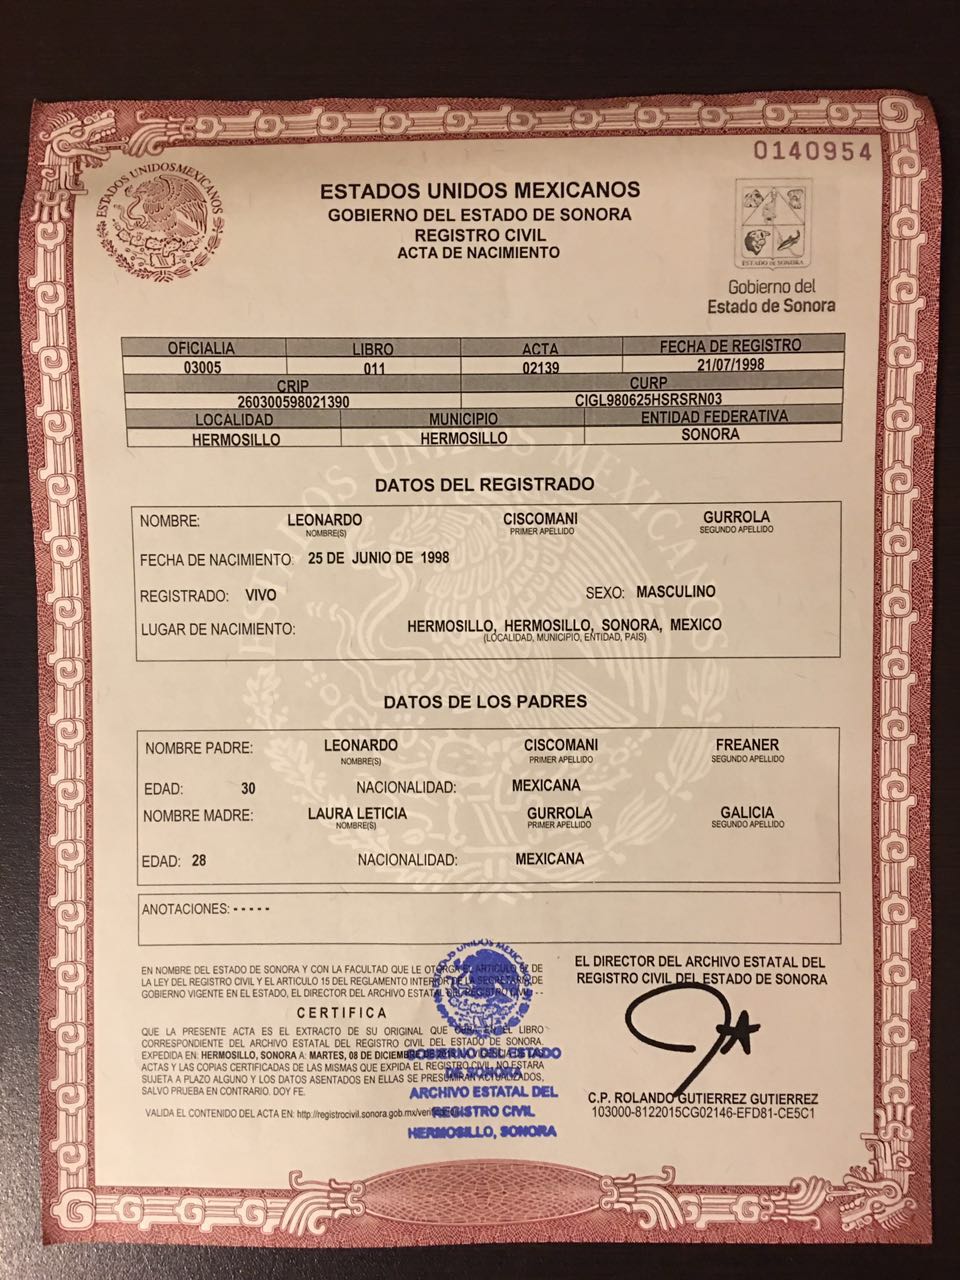 0140954
ESTADOS UNIDOS MEXICANOS
ESTADOS UNIDOS MEXICANOS
GOBIERNO DEL ESTADO DE SONORA
REGISTRO CIVIL
ACTA DE NACIMIENTO
ESTADO DE SONORA
Gobierno del
Estado de Sonora
OFICIALIA LIBRO ACTA FECHA DE REGISTRO
03005 011 02139 21/07/1998
CRIP CURP
260300598021390 CIGL980625HSRSRN03
LOCALIDAD MUNICIPIO ENTIDAD FEDERATIVA
HERMOSILLO HERMOSILLO SONORA
ESTADOS UNIDOS MEXICANOS
DATOS DEL REGISTRADO
NOMBRE: LEONARDO CISCOMANI GURROLA
NOMBRE(S) PRIMER APELLIDO SEGUNDO APELLIDO
FECHA DE NACIMIENTO: 25 DE JUNIO DE 1998
REGISTRADO: VIVO SEXO: MASCULINO
LUGAR DE NACIMIENTO: HERMOSILLO, HERMOSILLO, SONORA, MEXICO
(LOCALIDAD, MUNICIPIO, ENTIDAD, PAIS)
DATOS DE LOS PADRES
NOMBRE PADRE: LEONARDO CISCOMANI FREANER
NOMBRE(S) PRIMER APELLIDO SEGUNDO APELLIDO
EDAD: 30 NACIONALIDAD: MEXICANA
NOMBRE MADRE: LAURA LETICIA GURROLA GALICIA
NOMBRE(S) PRIMER APELLIDO SEGUNDO APELLIDO
EDAD: 28 NACIONALIDAD: MEXICANA
ANOTACIONES: - - - - -
EN NOMBRE DEL ESTADO DE SONORA Y CON LA FACULTAD QUE LE OTORGA EL ARTICULO DE
LA LEY DEL REGISTRO CIVIL Y EL ARTICULO 15 DEL REGLAMENTO INTERIOR DE LA SECRETARIA DE
GOBIERNO VIGENTE EN EL ESTADO, EL DIRECTOR DEL ARCHIVO ESTATAL DEL REGISTRO CIVIL - -
CERTIFICA
QUE LA PRESENTE ACTA ES EL EXTRACTO DE SU ORIGINAL QUE OBRA EN EL LIBRO
CORRESPONDIENTE DEL ARCHIVO ESTATAL DEL REGISTRO CIVIL DEL ESTADO DE SONORA.
EXPEDIDA EN: HERMOSILLO, SONORA A: MARTES, 08 DE DICIEMBRE DE LAS
ACTAS Y LAS COPIAS CERTIFICADAS DE LAS MISMAS QUE EXPIDA EL REGISTRO CIVIL, NO ESTARA
SUJETA A PLAZO ALGUNO Y LOS DATOS ASENTADOS EN ELLAS SE PRESUMIRAN ACTUALIZADOS,
SALVO PRUEBA EN CONTRARIO. DOY FE.
VALIDA EL CONTENIDO DEL ACTA EN: http://registrocivil.sonora.gob.mx/
ESTADOS UNIDOS MEXICANOS
GOBIERNO DEL ESTADO
DE SONORA
ARCHIVO ESTATAL DEL
REGISTRO CIVIL
HERMOSILLO, SONORA
EL DIRECTOR DEL ARCHIVO ESTATAL DEL
REGISTRO CIVIL DEL ESTADO DE SONORA
C.P. ROLANDO GUTIERREZ GUTIERREZ
103000-8122015CG02146-EFD81-CE5C1